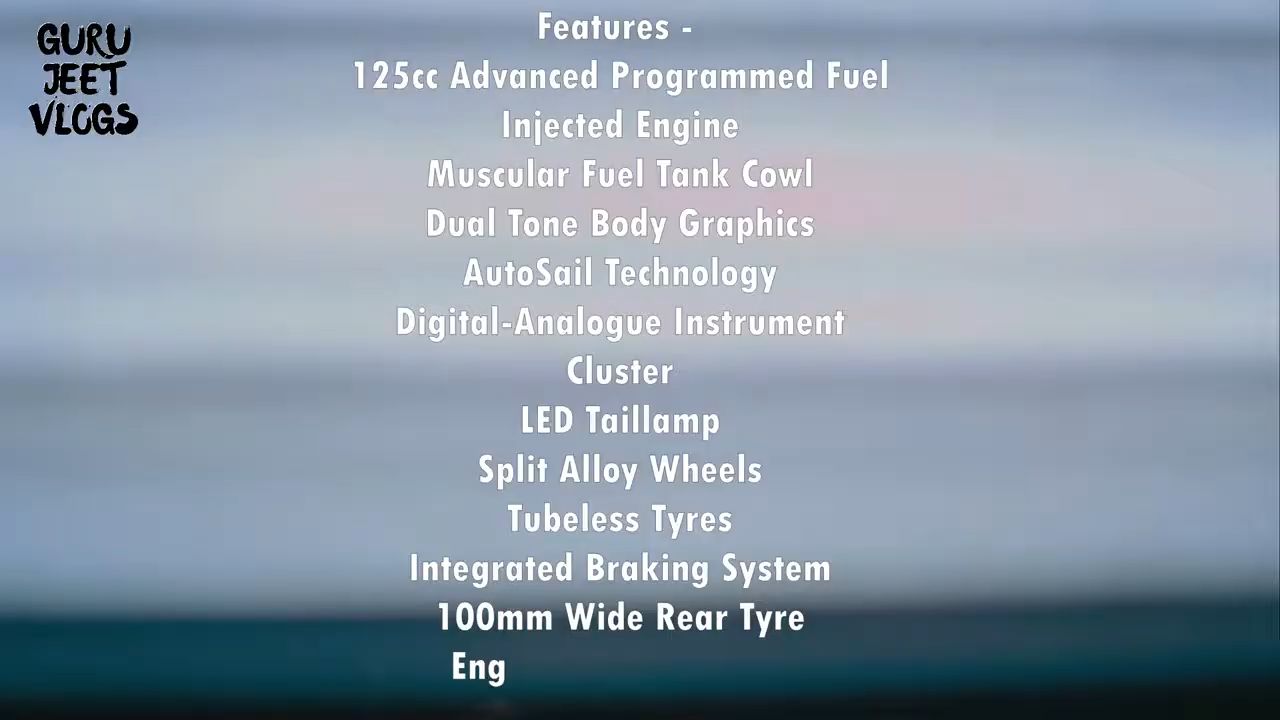 GURU
JEET
VLOGS
Features -
125cc Advanced Programmed Fuel
Injected Engine
Muscular Fuel Tank Cowl
Dual Tone Body Graphics
AutoSail Technology
Digital-Analogue Instrument
Cluster
LED Taillamp
Split Alloy Wheels
Tubeless Tyres
Integrated Braking System
100mm Wide Rear Tyre
Eng